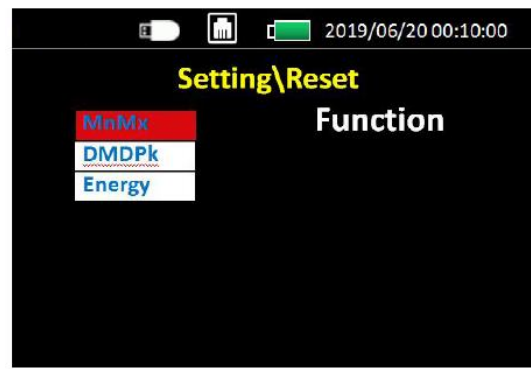 2019/06/20 00:10:00
Setting\Reset
MnMx
Function
DMDPk
Energy